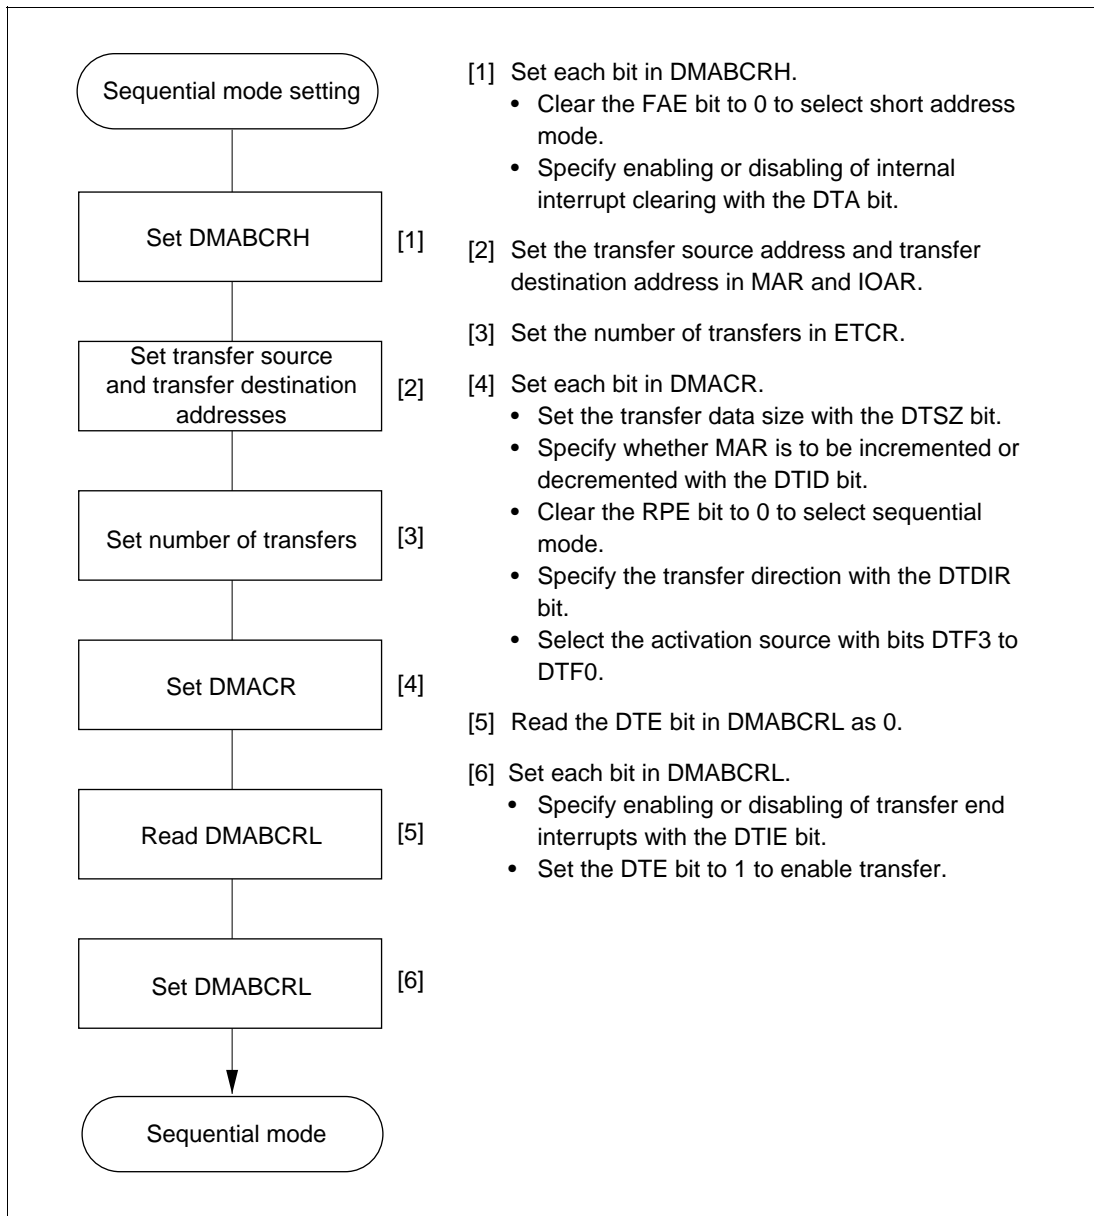 Sequential mode setting
Set DMABCRH
[1]
Set transfer source
and transfer destination
addresses
[2]
Set number of transfers
[3]
Set DMACR
[4]
Read DMABCRL
[5]
Set DMABCRL
[6]
Sequential mode
[1] Set each bit in DMABCRH.
• Clear the FAE bit to 0 to select short address
mode.
• Specify enabling or disabling of internal
interrupt clearing with the DTA bit.
[2] Set the transfer source address and transfer
destination address in MAR and IOAR.
[3] Set the number of transfers in ETCR.
[4] Set each bit in DMACR.
• Set the transfer data size with the DTSZ bit.
• Specify whether MAR is to be incremented or
decremented with the DTID bit.
• Clear the RPE bit to 0 to select sequential
mode.
• Specify the transfer direction with the DTDIR
bit.
• Select the activation source with bits DTF3 to
DTF0.
[5] Read the DTE bit in DMABCRL as 0.
[6] Set each bit in DMABCRL.
• Specify enabling or disabling of transfer end
interrupts with the DTIE bit.
• Set the DTE bit to 1 to enable transfer.